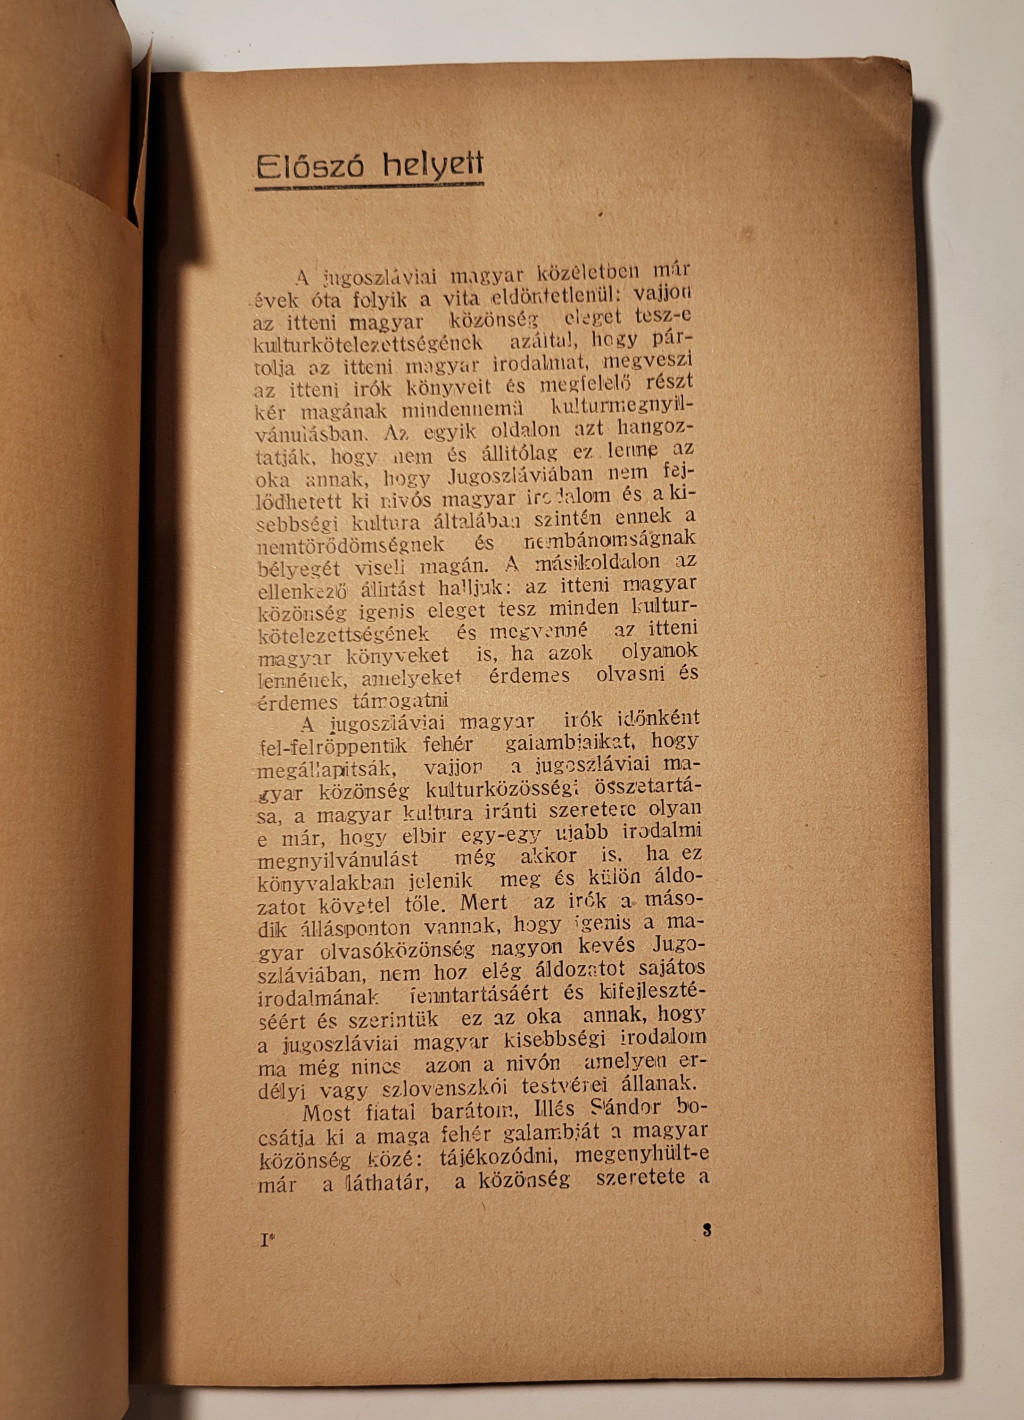 Előszó helyett
A jugoszláviai magyar közéletben már
évek óta folyik a vita eldöntetlenül: vajjon
az itteni magyar közönség eleget tesz-e
kulturkötelezettségének azáltal, hogy pár-
tolja az itteni magyar irodalmat, megveszi
az itteni irók könyveit és megfelelő részt
kér magának mindennemű kulturmegnyil-
vánulásban. Az egyik oldalon azt hangoz-
tatják, hogy nem és állitólag ez lenne az
oka annak, hogy Jugoszláviában nem fej-
lődhetett ki nivós magyar irodalom és a ki-
sebbségi kultura általában szintén ennek a
nemtörődömségnek és nembánomságnak
bélyegét viseli magán. A másikoldalon az
ellenkező állitást halljuk: az itteni magyar
közönség igenis eleget tesz minden kultur-
kötelezettségének és megvenné az itteni
magyar könyveket is, ha azok olyanok
lennének, amelyeket érdemes olvasni és
érdemes támogatni
A jugoszláviai magyar irók időnként
fel-felröppentik fehér galambjaikat, hogy
megállapitsák, vajjon a jugoszláviai ma-
gyar közönség kulturközösségi összetartá-
sa, a magyar kultura iránti szeretete olyan
e már, hogy elbir egy-egy ujabb irodalmi
megnyilvánulást még akkor is, ha ez
könyvalakban jelenik meg és külön áldo-
zatot követel tőle. Mert az irók a máso-
dik állásponton vannak, hogy igenis a ma-
gyar olvasóközönség nagyon kevés Jugo-
szláviában, nem hoz elég áldozatot sajátos
irodalmának fenntartásáért és kifejleszté-
séért és szerintük ez az oka annak, hogy
a jugoszláviai magyar kisebbségi irodalom
ma még nincs azon a nivón amelyen er-
délyi vagy szlovenszkói testvérei állanak.
Most fiatal barátom, Illés Sándor bo-
csátja ki a maga fehér galambját a magyar
közönség közé: tájékozódni, megenyhült-e
már a láthatár, a közönség szeretete a
I*
3